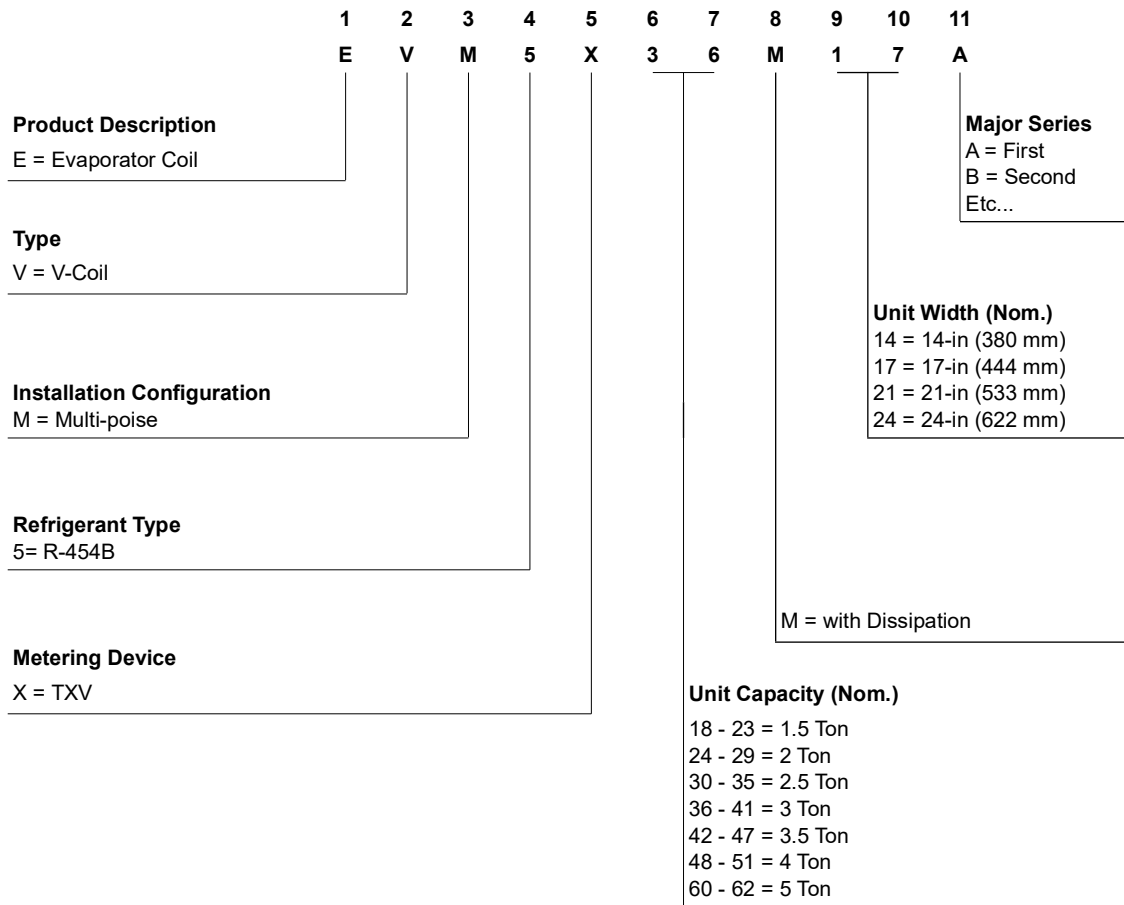 1 2 3 4 5 6 7 8 9 10 11
E V M 5 X 3 6 M 1 7 A
Product Description
E = Evaporator Coil
Type
V = V-Coil
Installation Configuration
M = Multi-poise
Refrigerant Type
5= R-454B
Metering Device
X = TXV
Major Series
A = First
B = Second
Etc...
Unit Width (Nom.)
14 = 14-in (380 mm)
17 = 17-in (444 mm)
21 = 21-in (533 mm)
24 = 24-in (622 mm)
M = with Dissipation
Unit Capacity (Nom.)
18 - 23 = 1.5 Ton
24 - 29 = 2 Ton
30 - 35 = 2.5 Ton
36 - 41 = 3 Ton
42 - 47 = 3.5 Ton
48 - 51 = 4 Ton
60 - 62 = 5 Ton